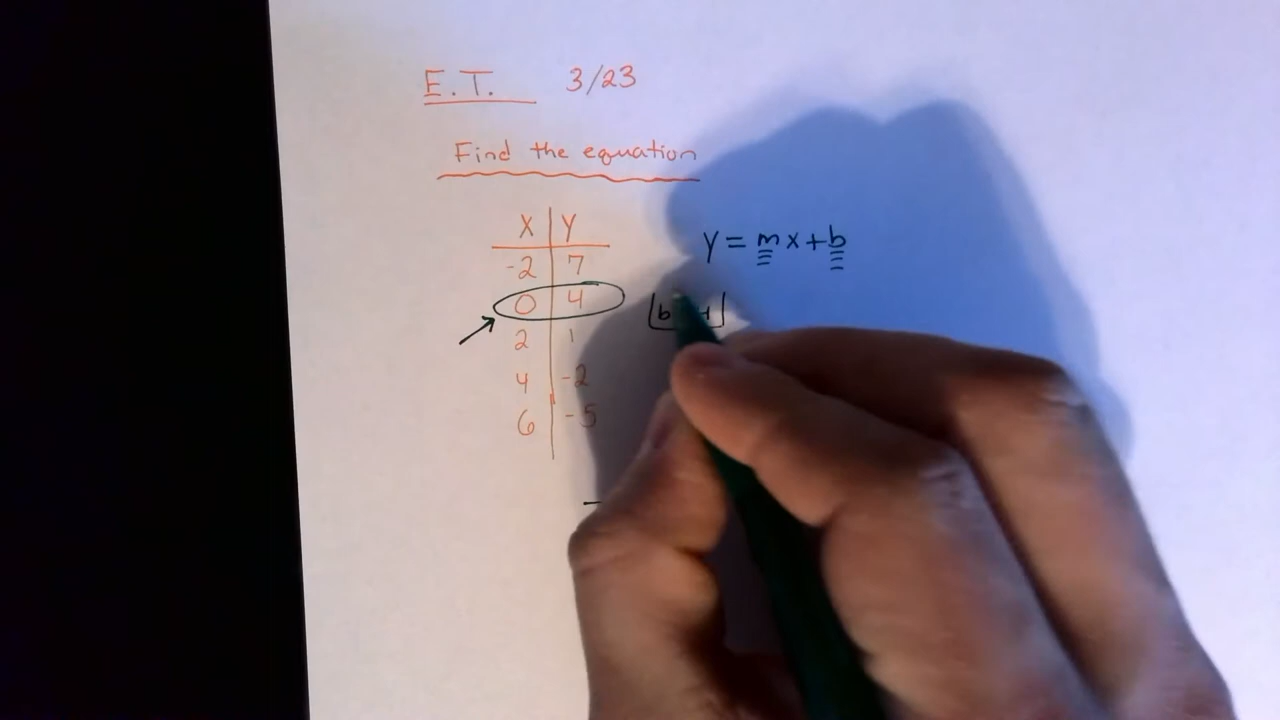 E.T. 3/23
Find the equation
X Y
-2 7
0 4
2 1
4 -2
6 -5
y = mx+b
b